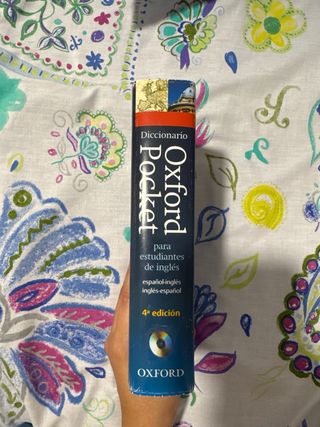 Diccionario
Oxford
Pocket
para
estudiantes
de inglés
español-inglés
inglés-español
4ª edición
OXFORD